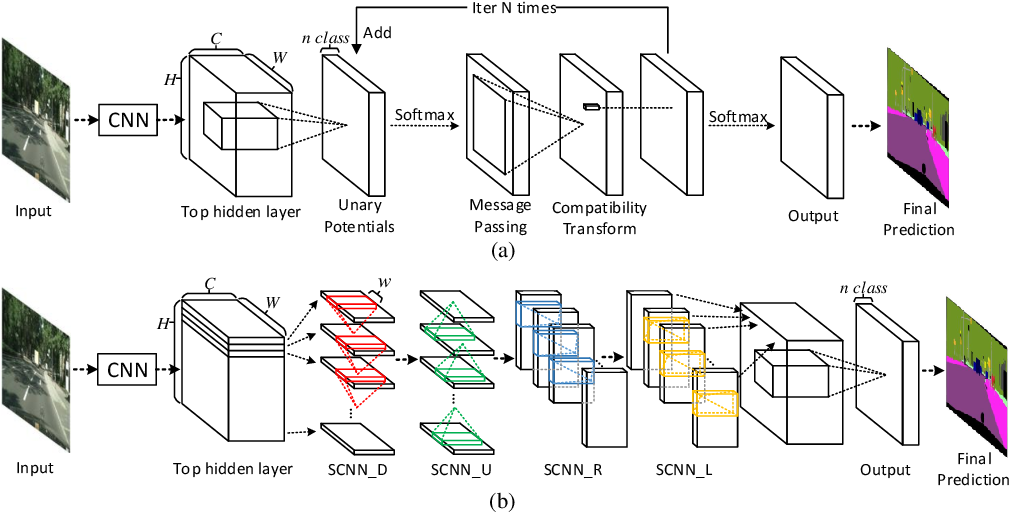 Iter N times
Add
C
W
H
n class
CNN
Softmax
Softmax
Input
Top hidden layer
Unary
Potentials
Message
Passing
Compatibility
Transform
Output
Final
Prediction
(a)
C
W
H
w
n class
CNN
Input
Top hidden layer
SCNN_D
SCNN_U
SCNN_R
SCNN_L
Output
Final
Prediction
(b)